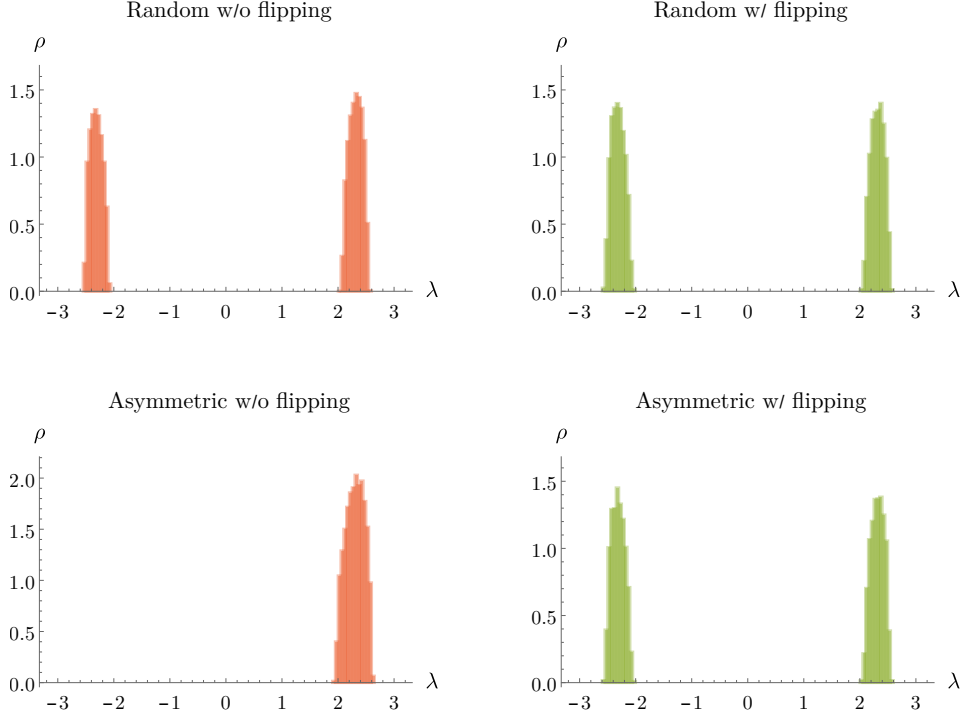 Random w/o flipping
ρ
1.5
1.0
0.5
0.0
−3 −2 −1 0 1 2 3
λ
Random w/ flipping
ρ
1.5
1.0
0.5
0.0
−3 −2 −1 0 1 2 3
λ
Asymmetric w/o flipping
ρ
2.0
1.5
1.0
0.5
0.0
−3 −2 −1 0 1 2 3
λ
Asymmetric w/ flipping
ρ
1.5
1.0
0.5
0.0
−3 −2 −1 0 1 2 3
λ